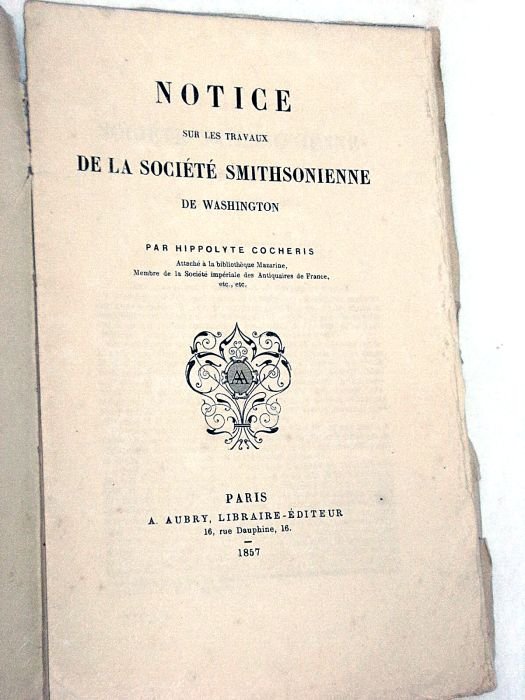 NOTICE
SUR LES TRAVAUX
DE LA SOCIÉTÉ SMITHSONIENNE
DE WASHINGTON
PAR HIPPOLYTE COCHERIS
Attaché à la bibliothèque Mazarine,
Membre de la Société impériale des Antiquaires de France,
etc., etc.
AA
PARIS
A. AUBRY, LIBRAIRE-ÉDITEUR
16, rue Dauphine, 16.
1857